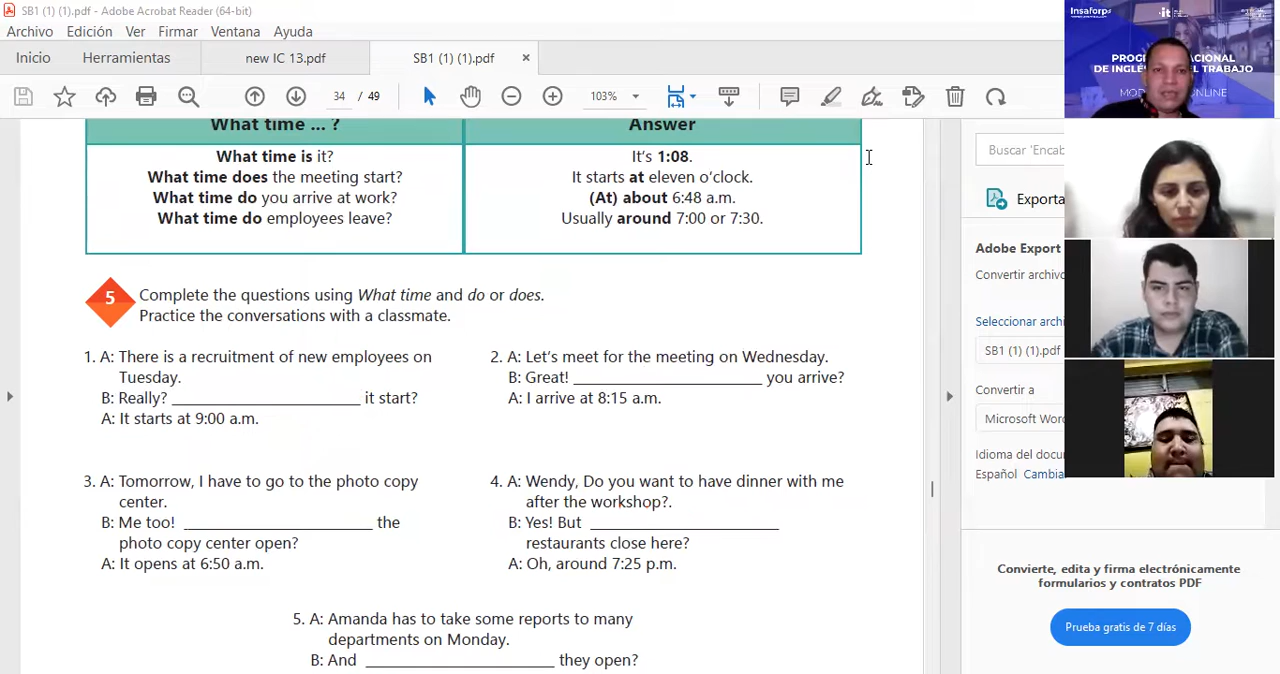 SB1 (1) (1).pdf - Adobe Acrobat Reader (64-bit)
Archivo Edición Ver Firmar Ventana Ayuda
Inicio Herramientas new IC 13.pdf SB1 (1) (1).pdf ×
34 / 49 103%
What time ... ? Answer
What time is it? It's 1:08.
What time does the meeting start? It starts at eleven o'clock.
What time do you arrive at work? (At) about 6:48 a.m.
What time do employees leave? Usually around 7:00 or 7:30.
5 Complete the questions using What time and do or does.
Practice the conversations with a classmate.
1. A: There is a recruitment of new employees on
Tuesday.
B: Really? ____________________ it start?
A: It starts at 9:00 a.m.
2. A: Let's meet for the meeting on Wednesday.
B: Great! ____________________ you arrive?
A: I arrive at 8:15 a.m.
3. A: Tomorrow, I have to go to the photo copy
center.
B: Me too! ____________________ the
photo copy center open?
A: It opens at 6:50 a.m.
4. A: Wendy, Do you want to have dinner with me
after the workshop?.
B: Yes! But ____________________
restaurants close here?
A: Oh, around 7:25 p.m.
5. A: Amanda has to take some reports to many
departments on Monday.
B: And ____________________ they open?
Buscar 'Encab
Exporta
Adobe Export
Convertir archivo
Seleccionar archi
SB1 (1) (1).pdf
Convertir a
Microsoft Word
Idioma del docu
Español Cambia
Convierte, edita y firma electrónicamente
formularios y contratos PDF
Prueba gratis de 7 días
Insaforp it